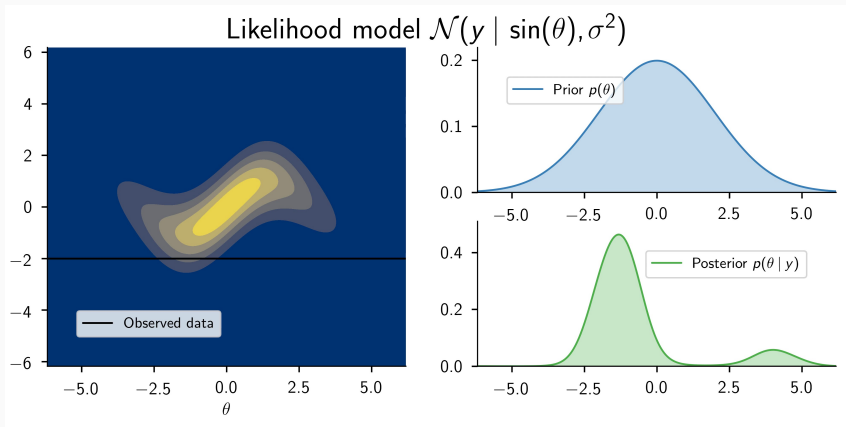 Likelihood model 𝒩(y | sin(θ), σ²)
6
4
2
0
−2
−4
−6
Observed data
−5.0 −2.5 0.0 2.5 5.0
θ
0.2
0.1
0.0
Prior p(θ)
−5.0 −2.5 0.0 2.5 5.0
0.4
0.2
0.0
Posterior p(θ | y)
−5.0 −2.5 0.0 2.5 5.0